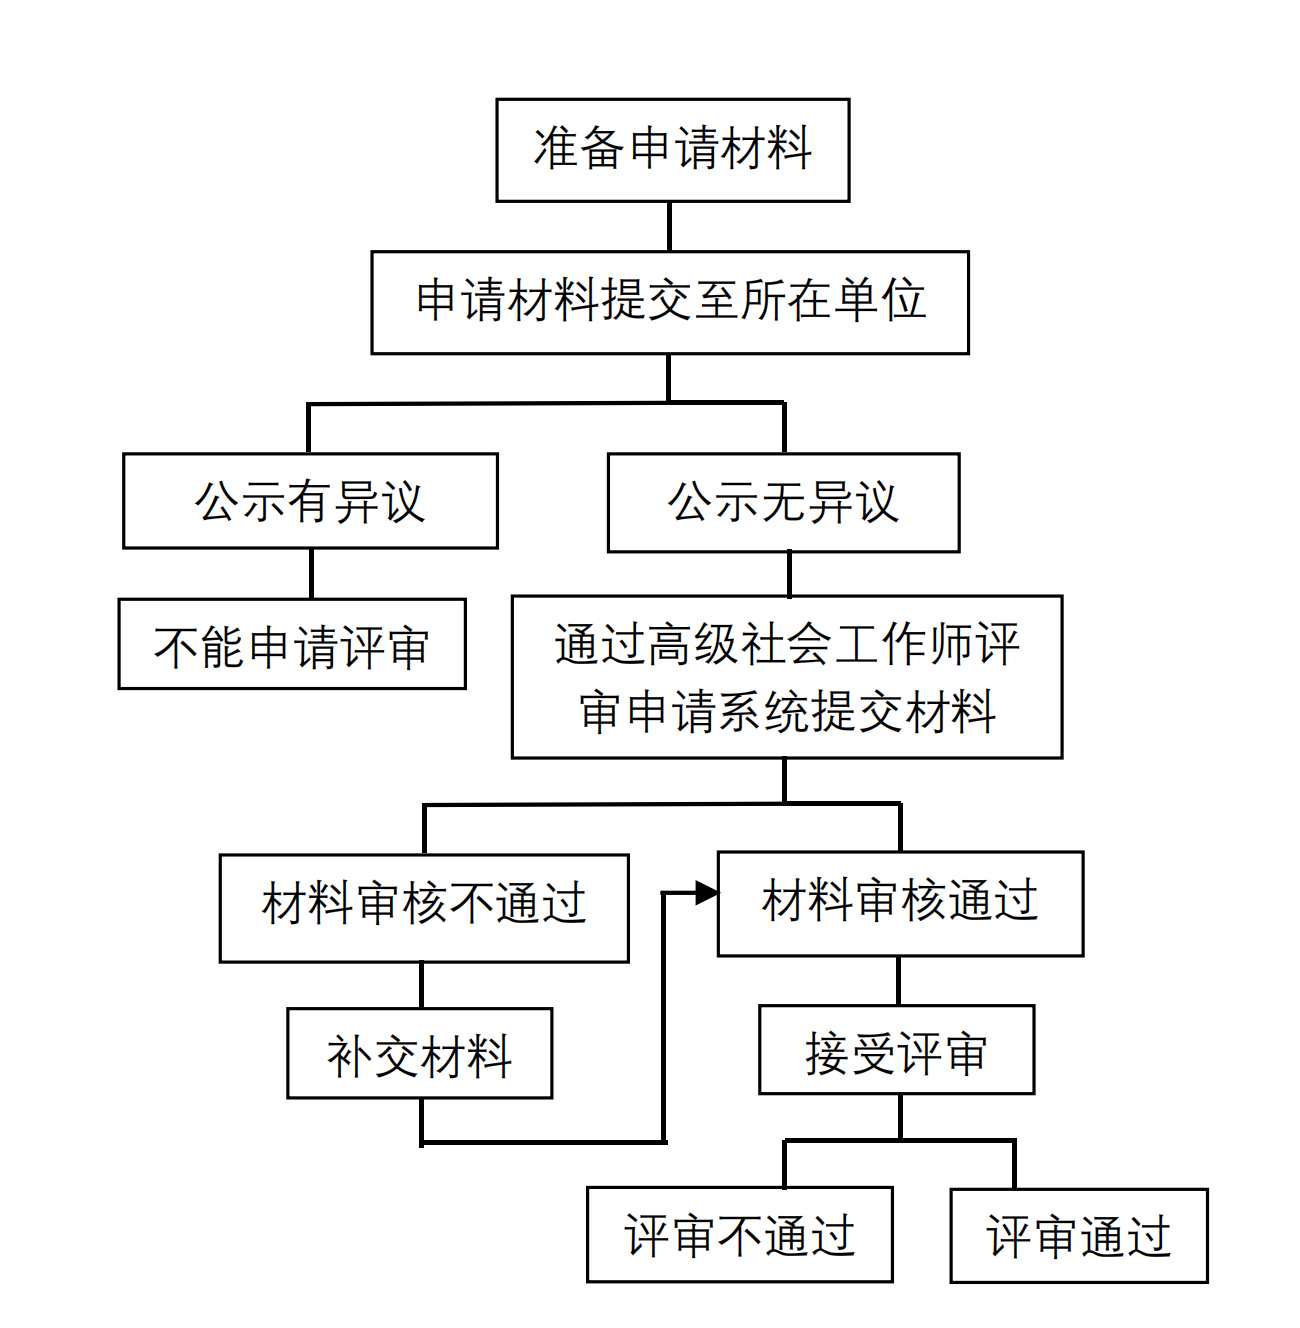 准备申请材料
申请材料提交至所在单位
公示有异议
公示无异议
不能申请评审
通过高级社会工作师评
审申请系统提交材料
材料审核不通过
材料审核通过
补交材料
接受评审
评审不通过
评审通过